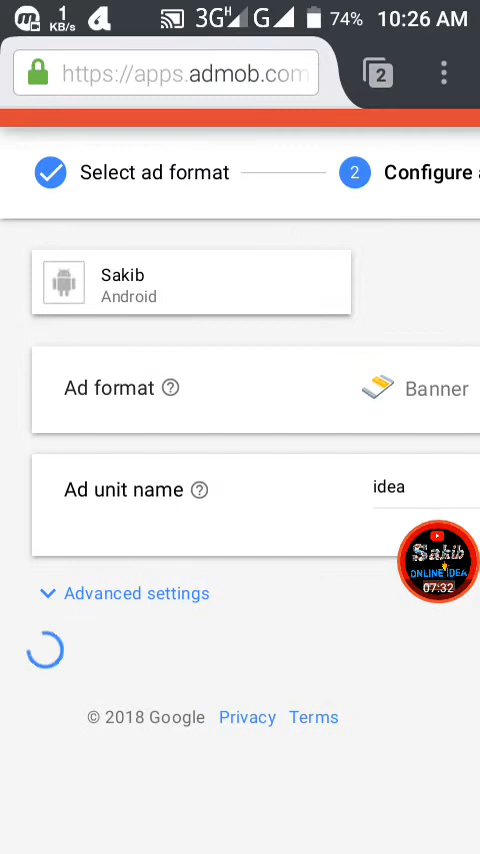 1
KB/s
3G H
G
74%
10:26 AM
https://apps.admob.com
2
Select ad format
2
Configure
Sakib
Android
Ad format
Banner
Ad unit name
idea
Sakib
ONLINE IDEA
07:32
Advanced settings
© 2018 Google Privacy Terms